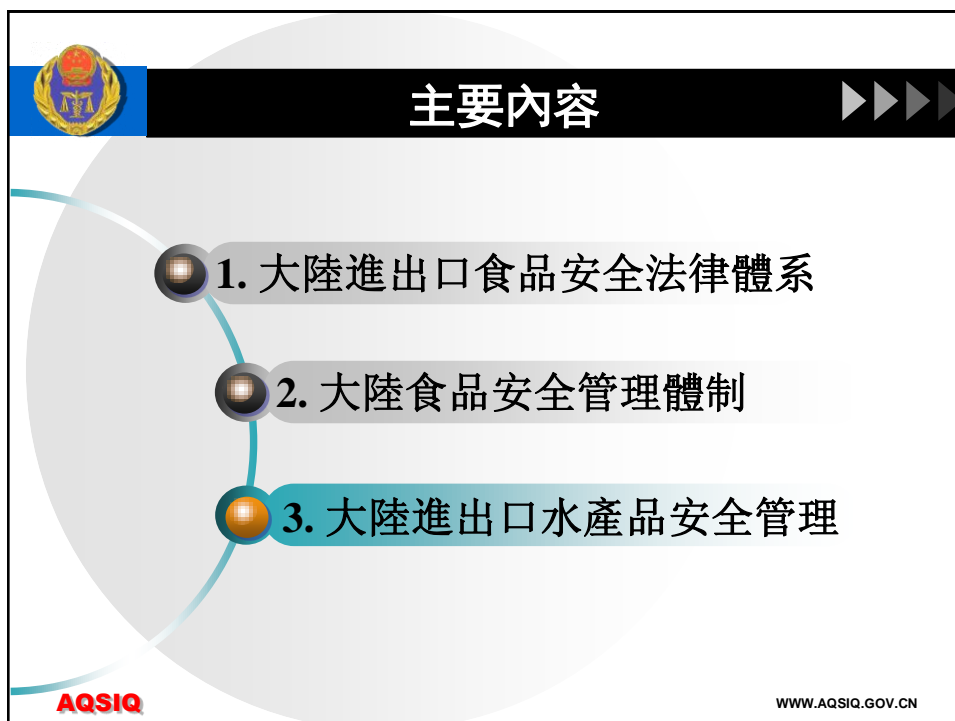 主要內容
1. 大陸進出口食品安全法律體系
2. 大陸食品安全管理體制
3. 大陸進出口水產品安全管理
AQSIQ
WWW.AQSIQ.GOV.CN